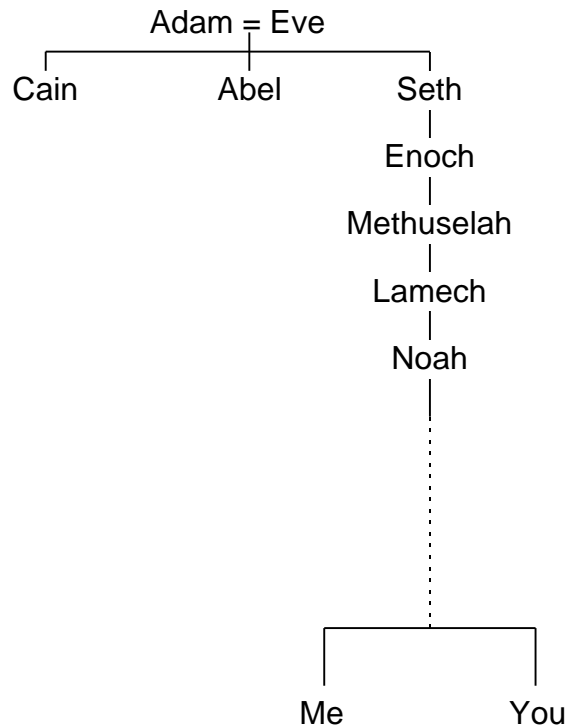 Adam = Eve
Cain Abel Seth
Enoch
Methuselah
Lamech
Noah
Me You